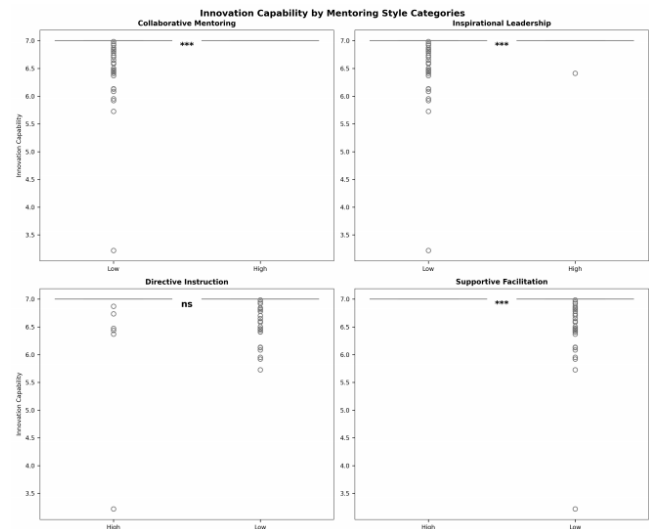 Innovation Capability by Mentoring Style Categories
Collaborative Mentoring
Inspirational Leadership
7.0
***
7.0
***
6.5
6.5
6.0
6.0
5.5
5.5
Innovation Capability
5.0
5.0
4.5
4.5
4.0
4.0
3.5
3.5
Low
High
Low
High
Directive Instruction
Supportive Facilitation
7.0
ns
7.0
***
6.5
6.5
6.0
6.0
5.5
5.5
Innovation Capability
5.0
5.0
4.5
4.5
4.0
4.0
3.5
3.5
High
Low
High
Low